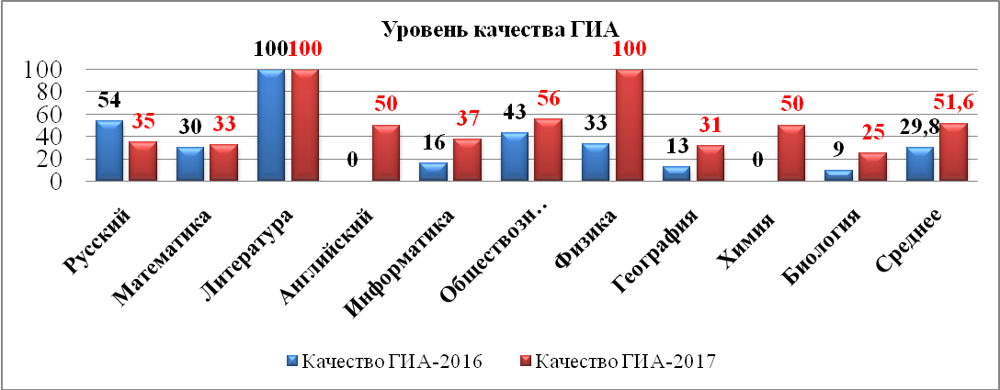 Уровень качества ГИА
100
80
60
40
20
0
54
35
30
33
100
100
0
50
16
37
43
56
33
100
13
31
0
50
9
25
29,8
51,6
Русский
Математика
Литература
Английский
Информатика
Обществозн..
Физика
География
Химия
Биология
Среднее
Качество ГИА-2016
Качество ГИА-2017